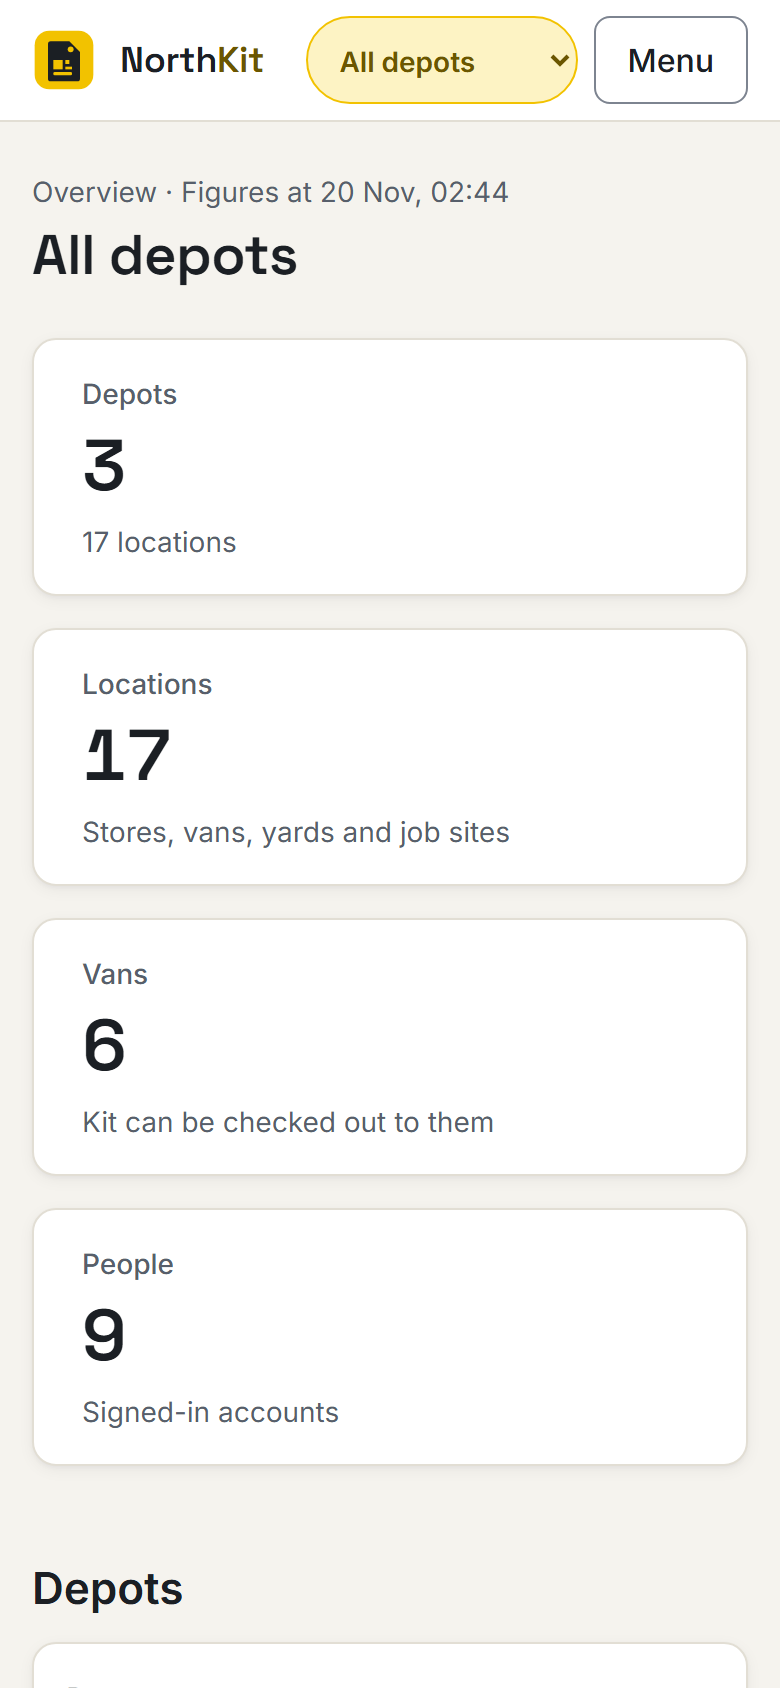 NorthKit
All depots
Menu
Overview · Figures at 20 Nov, 02:44
All depots
Depots
3
17 locations
Locations
17
Stores, vans, yards and job sites
Vans
6
Kit can be checked out to them
People
9
Signed-in accounts
Depots